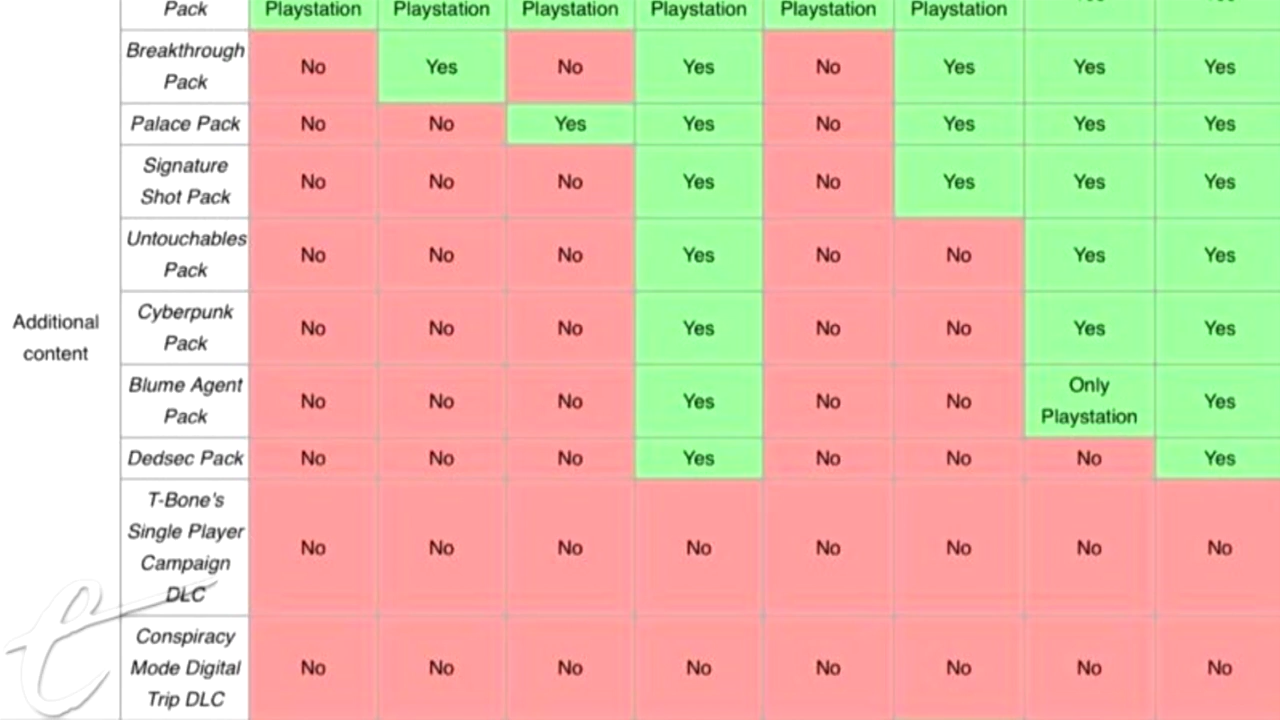 Pack Playstation Playstation Playstation Playstation Playstation Playstation
Breakthrough
Pack
No Yes No Yes No Yes Yes Yes
Palace Pack No No Yes Yes No Yes Yes Yes
Signature
Shot Pack
No No No Yes No Yes Yes Yes
Untouchables
Pack
No No No Yes No No Yes Yes
Additional
content
Cyberpunk
Pack
No No No Yes No No Yes Yes
Blume Agent
Pack
No No No Yes No No Only
Playstation
Yes
Dedsec Pack No No No Yes No No No Yes
T-Bone's
Single Player
Campaign
DLC
No No No No No No No No
Conspiracy
Mode Digital
Trip DLC
No No No No No No No No